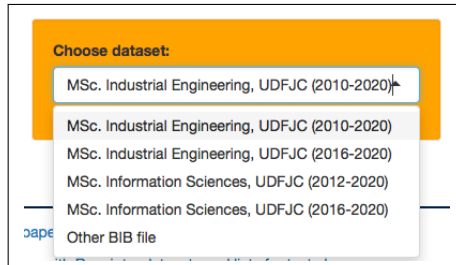 Choose dataset:
MSc. Industrial Engineering, UDFJC (2010-2020)
MSc. Industrial Engineering, UDFJC (2010-2020)
MSc. Industrial Engineering, UDFJC (2016-2020)
MSc. Information Sciences, UDFJC (2012-2020)
MSc. Information Sciences, UDFJC (2016-2020)
Other BIB file